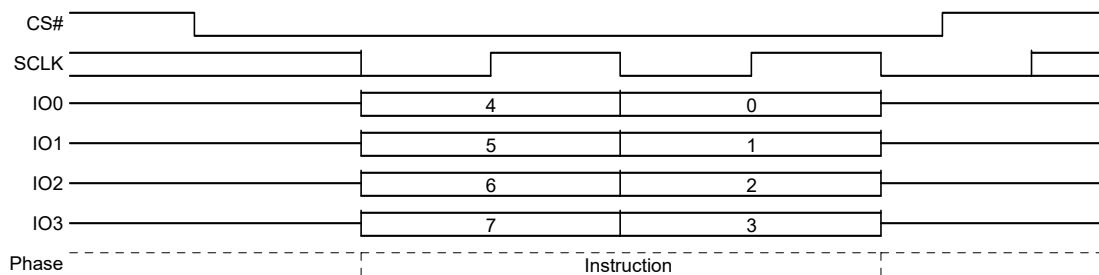 CS#
SCLK
IO0 4 0
IO1 5 1
IO2 6 2
IO3 7 3
Phase Instruction